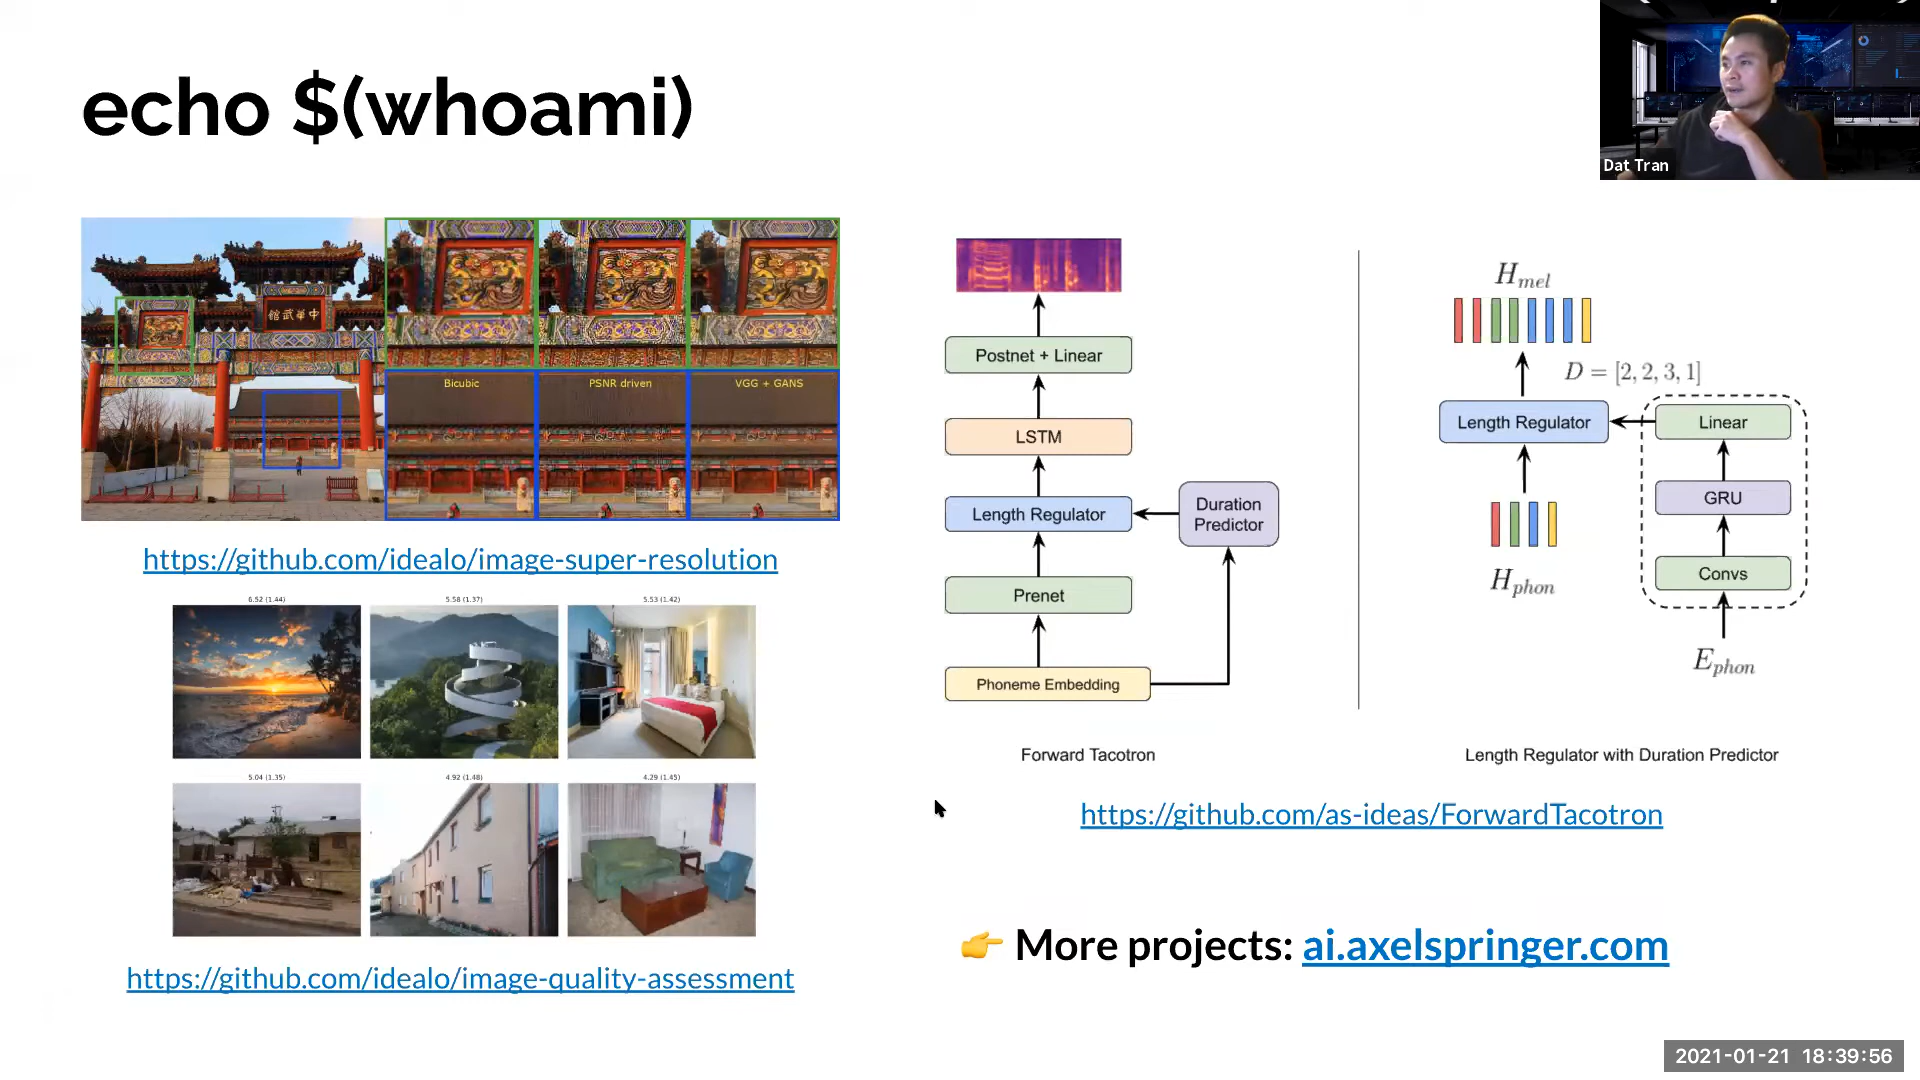 echo $(whoami)
Dat Tran
中華武館
Bicubic
PSNR driven
VGG + GANS
https://github.com/idealo/image-super-resolution
6.52 (1.44)
5.58 (1.37)
5.53 (1.42)
5.04 (1.35)
4.92 (1.48)
4.29 (1.45)
https://github.com/idealo/image-quality-assessment
Postnet + Linear
LSTM
Length Regulator
Duration
Predictor
Prenet
Phoneme Embedding
Forward Tacotron
H_mel
D = [2, 2, 3, 1]
Length Regulator
Linear
GRU
Convs
H_phon
E_phon
Length Regulator with Duration Predictor
https://github.com/as-ideas/ForwardTacotron
👉 More projects: ai.axelspringer.com
2021-01-21 18:39:56